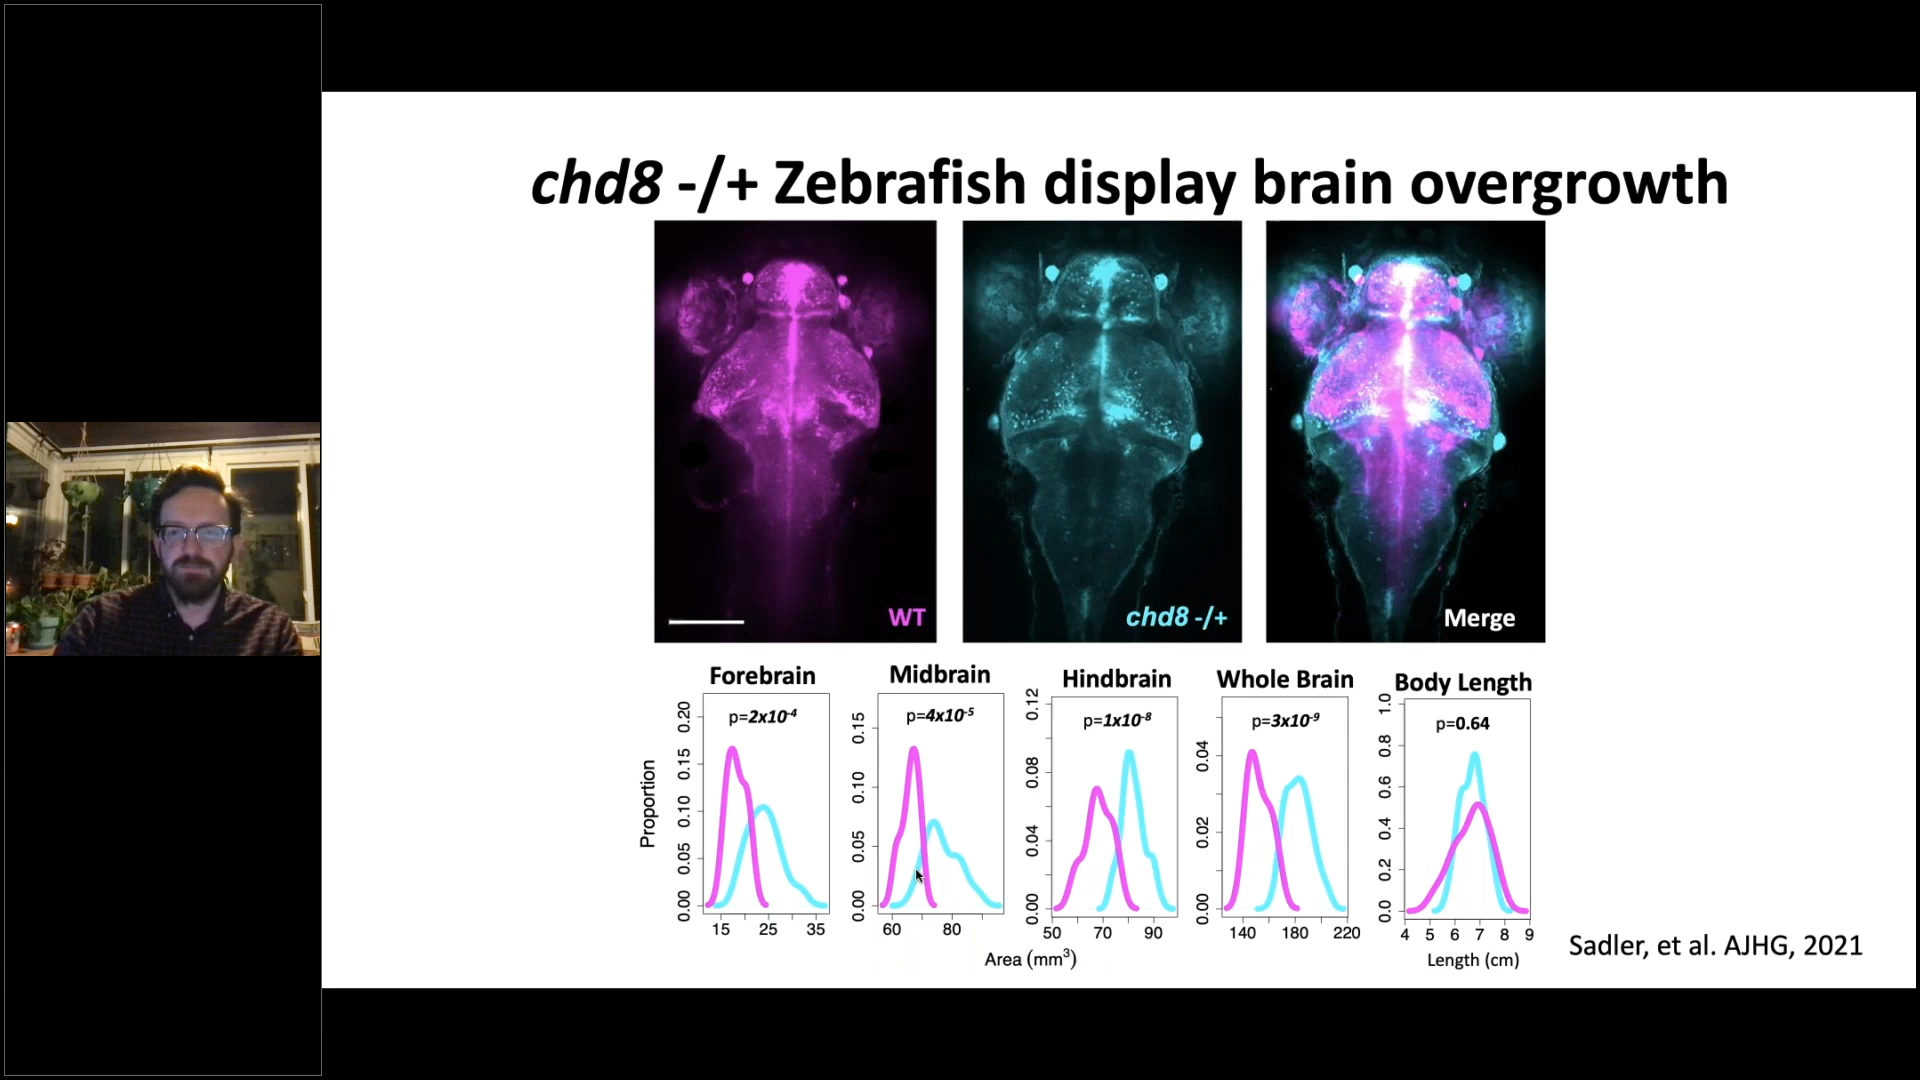 chd8 -/+ Zebrafish display brain overgrowth
WT
chd8 -/+
Merge
Forebrain
p=2x10⁻⁴
Proportion
0.20
0.15
0.10
0.05
0.00
15 25 35
Midbrain
p=4x10⁻⁵
0.15
0.10
0.05
0.00
60 80
Hindbrain
p=1x10⁻⁸
0.12
0.08
0.04
0.00
50 70 90
Whole Brain
p=3x10⁻⁹
0.04
0.02
0.00
140 180 220
Area (mm³)
Body Length
p=0.64
1.0
0.8
0.6
0.4
0.2
0.0
4 5 6 7 8 9
Length (cm)
Sadler, et al. AJHG, 2021